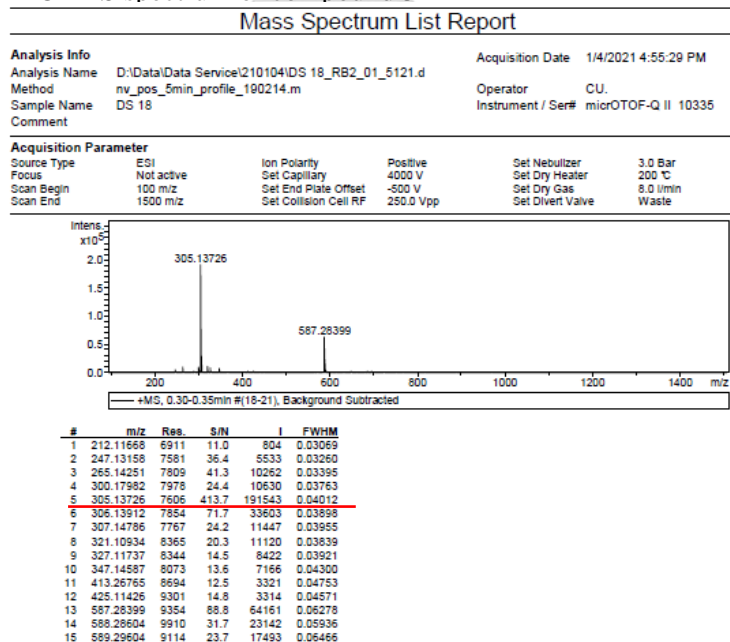 Mass Spectrum List Report
Analysis Info
Acquisition Date 1/4/2021 4:55:29 PM
Analysis Name D:\Data\Data Service\210104\DS 18_RB2_01_5121.d
Method nv_pos_5min_profile_190214.m
Operator CU.
Sample Name DS 18
Instrument / Ser# micrOTOF-Q II 10335
Comment
Acquisition Parameter
Source Type ESI Ion Polarity Positive Set Nebulizer 3.0 Bar
Focus Not active Set Capillary 4000 V Set Dry Heater 200 ℃
Scan Begin 100 m/z Set End Plate Offset -500 V Set Dry Gas 8.0 l/min
Scan End 1500 m/z Set Collision Cell RF 250.0 Vpp Set Divert Valve Waste
Intens.
x10⁵
2.0
1.5
1.0
0.5
0.0
305.13726
587.28399
200 400 600 800 1000 1200 1400 m/z
+MS, 0.30-0.35min #(18-21), Background Subtracted
# m/z Res. S/N I FWHM
1 212.11668 6911 11.0 804 0.03069
2 247.13158 7581 36.4 5533 0.03260
3 265.14251 7809 41.3 10262 0.03395
4 300.17982 7978 24.4 10630 0.03763
5 305.13726 7606 413.7 191543 0.04012
6 306.13912 7854 71.7 33603 0.03898
7 307.14786 7767 24.2 11447 0.03955
8 321.10934 8365 20.3 11120 0.03839
9 327.11737 8344 14.5 8422 0.03921
10 347.14587 8073 13.6 7166 0.04300
11 413.26765 8694 12.5 3321 0.04753
12 425.11426 9301 14.8 3314 0.04571
13 587.28399 9354 88.8 64161 0.06278
14 588.28604 9910 31.7 23142 0.05936
15 589.29604 9114 23.7 17493 0.06466